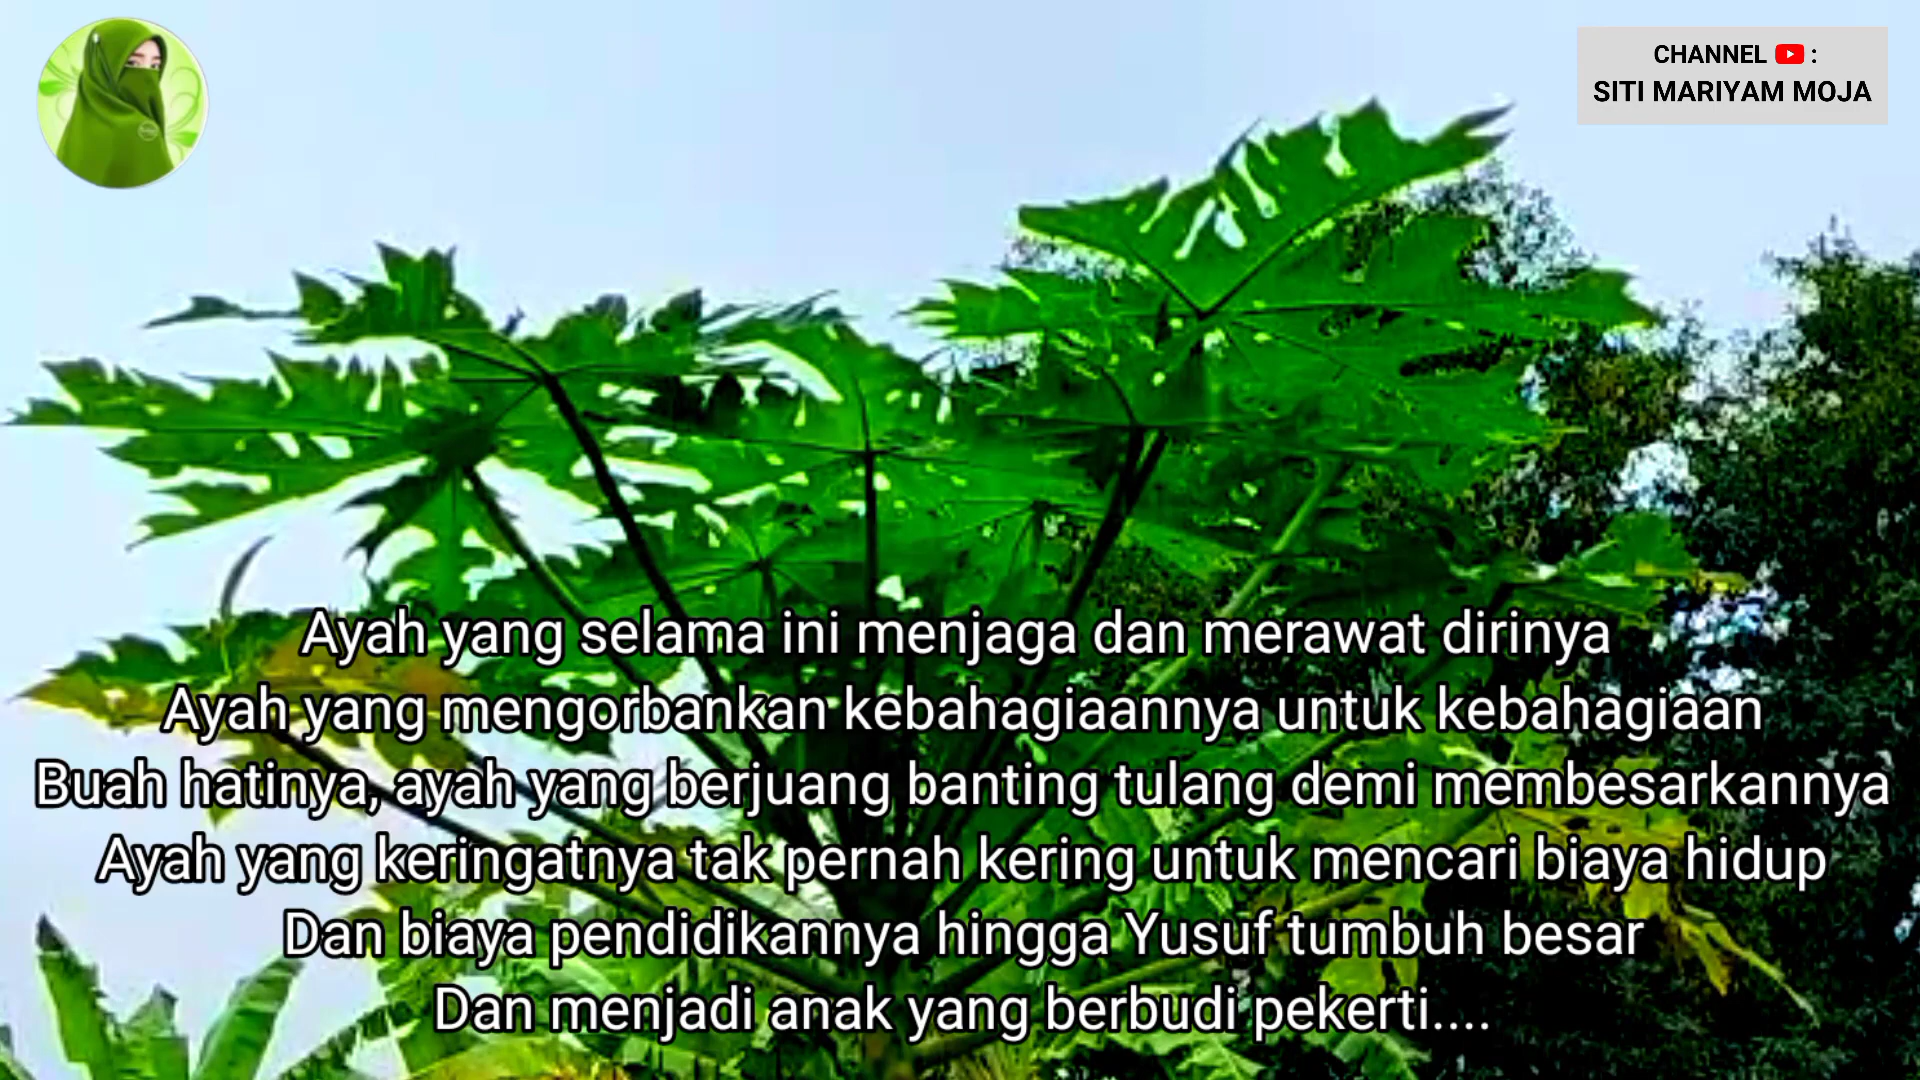 CHANNEL :
SITI MARIYAM MOJA
Ayah yang selama ini menjaga dan merawat dirinya
Ayah yang mengorbankan kebahagiaannya untuk kebahagiaan
Buah hatinya, ayah yang berjuang banting tulang demi membesarkannya
Ayah yang keringatnya tak pernah kering untuk mencari biaya hidup
Dan biaya pendidikannya hingga Yusuf tumbuh besar
Dan menjadi anak yang berbudi pekerti....